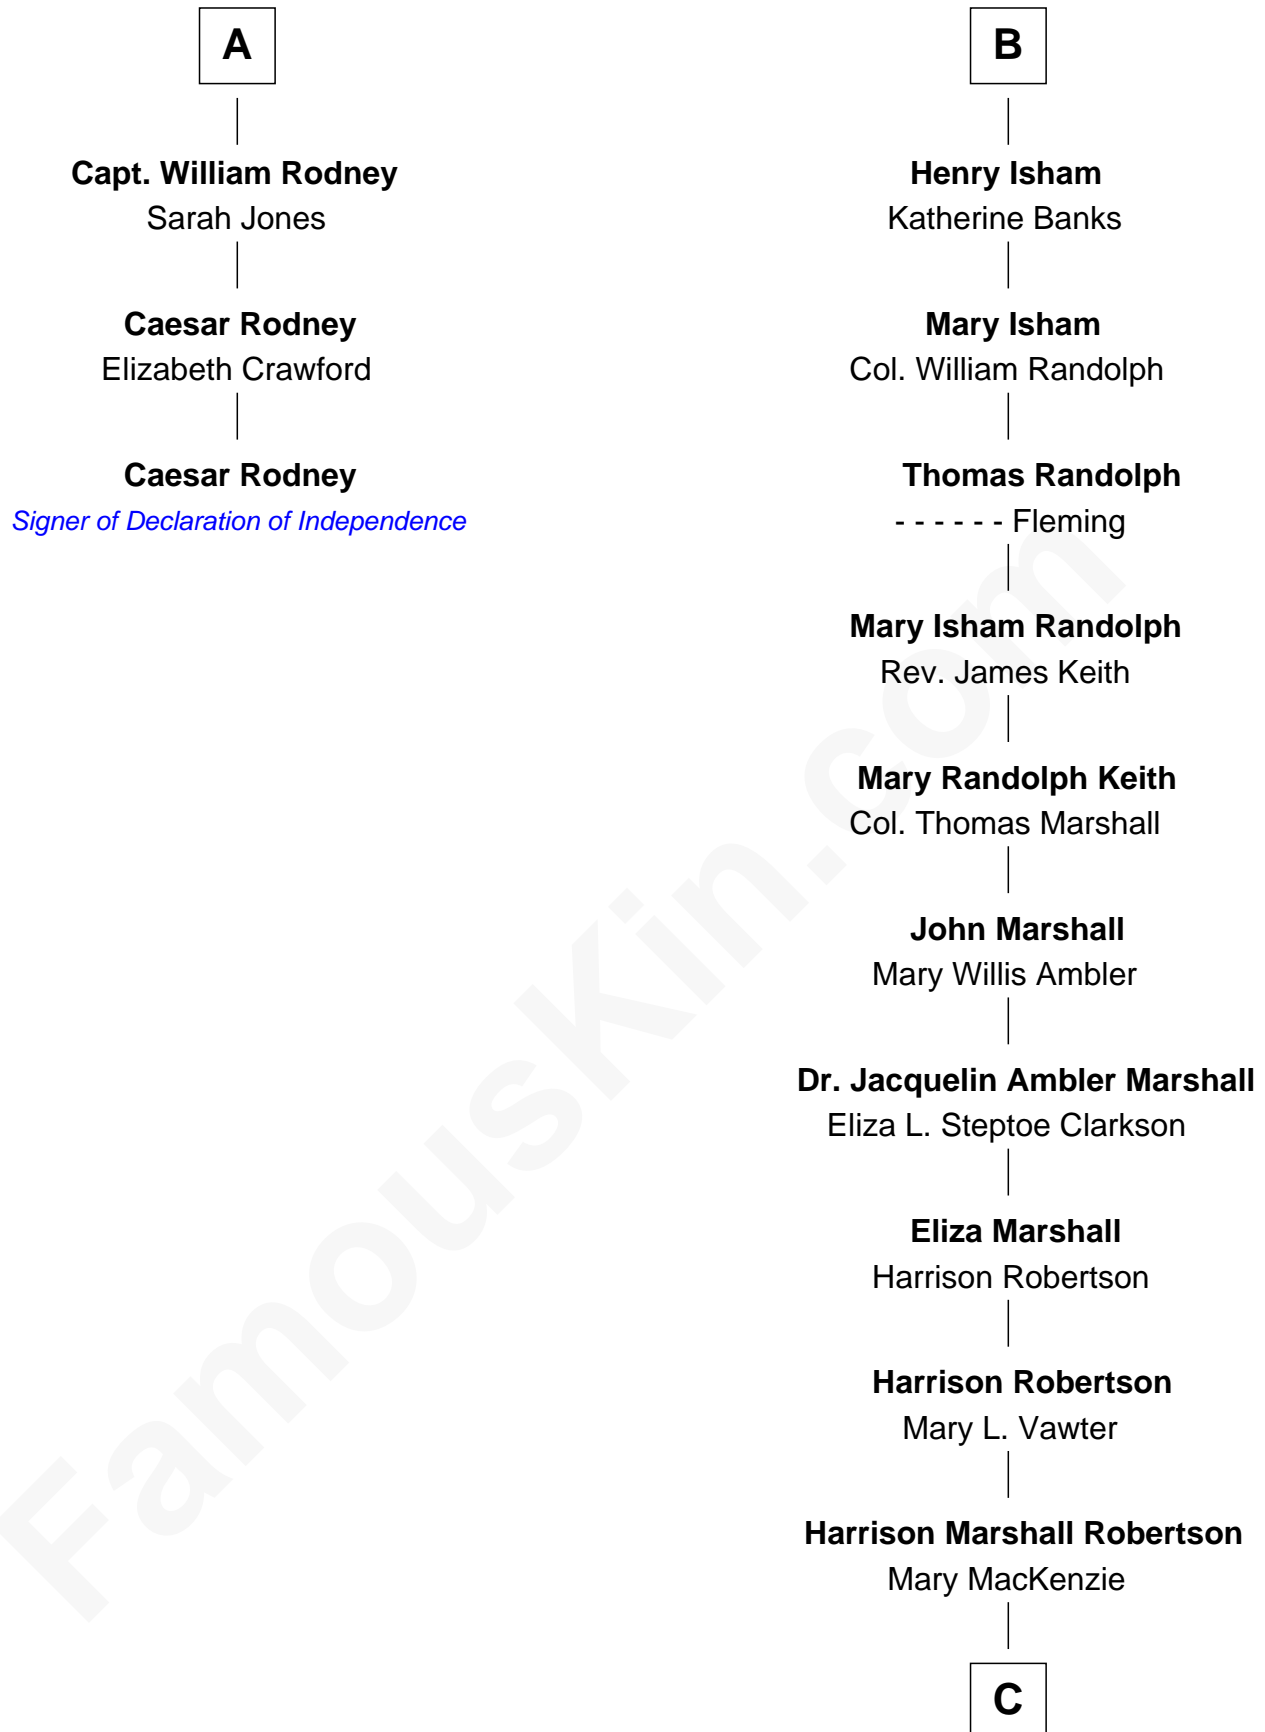 A
Capt. William Rodney
Sarah Jones
Caesar Rodney
Elizabeth Crawford
Caesar Rodney
Signer of Declaration of Independence
B
Henry Isham
Katherine Banks
Mary Isham
Col. William Randolph
Thomas Randolph
- - - - - - Fleming
Mary Isham Randolph
Rev. James Keith
Mary Randolph Keith
Col. Thomas Marshall
John Marshall
Mary Willis Ambler
Dr. Jacquelin Ambler Marshall
Eliza L. Steptoe Clarkson
Eliza Marshall
Harrison Robertson
Harrison Robertson
Mary L. Vawter
Harrison Marshall Robertson
Mary MacKenzie
C
FamousKin.com